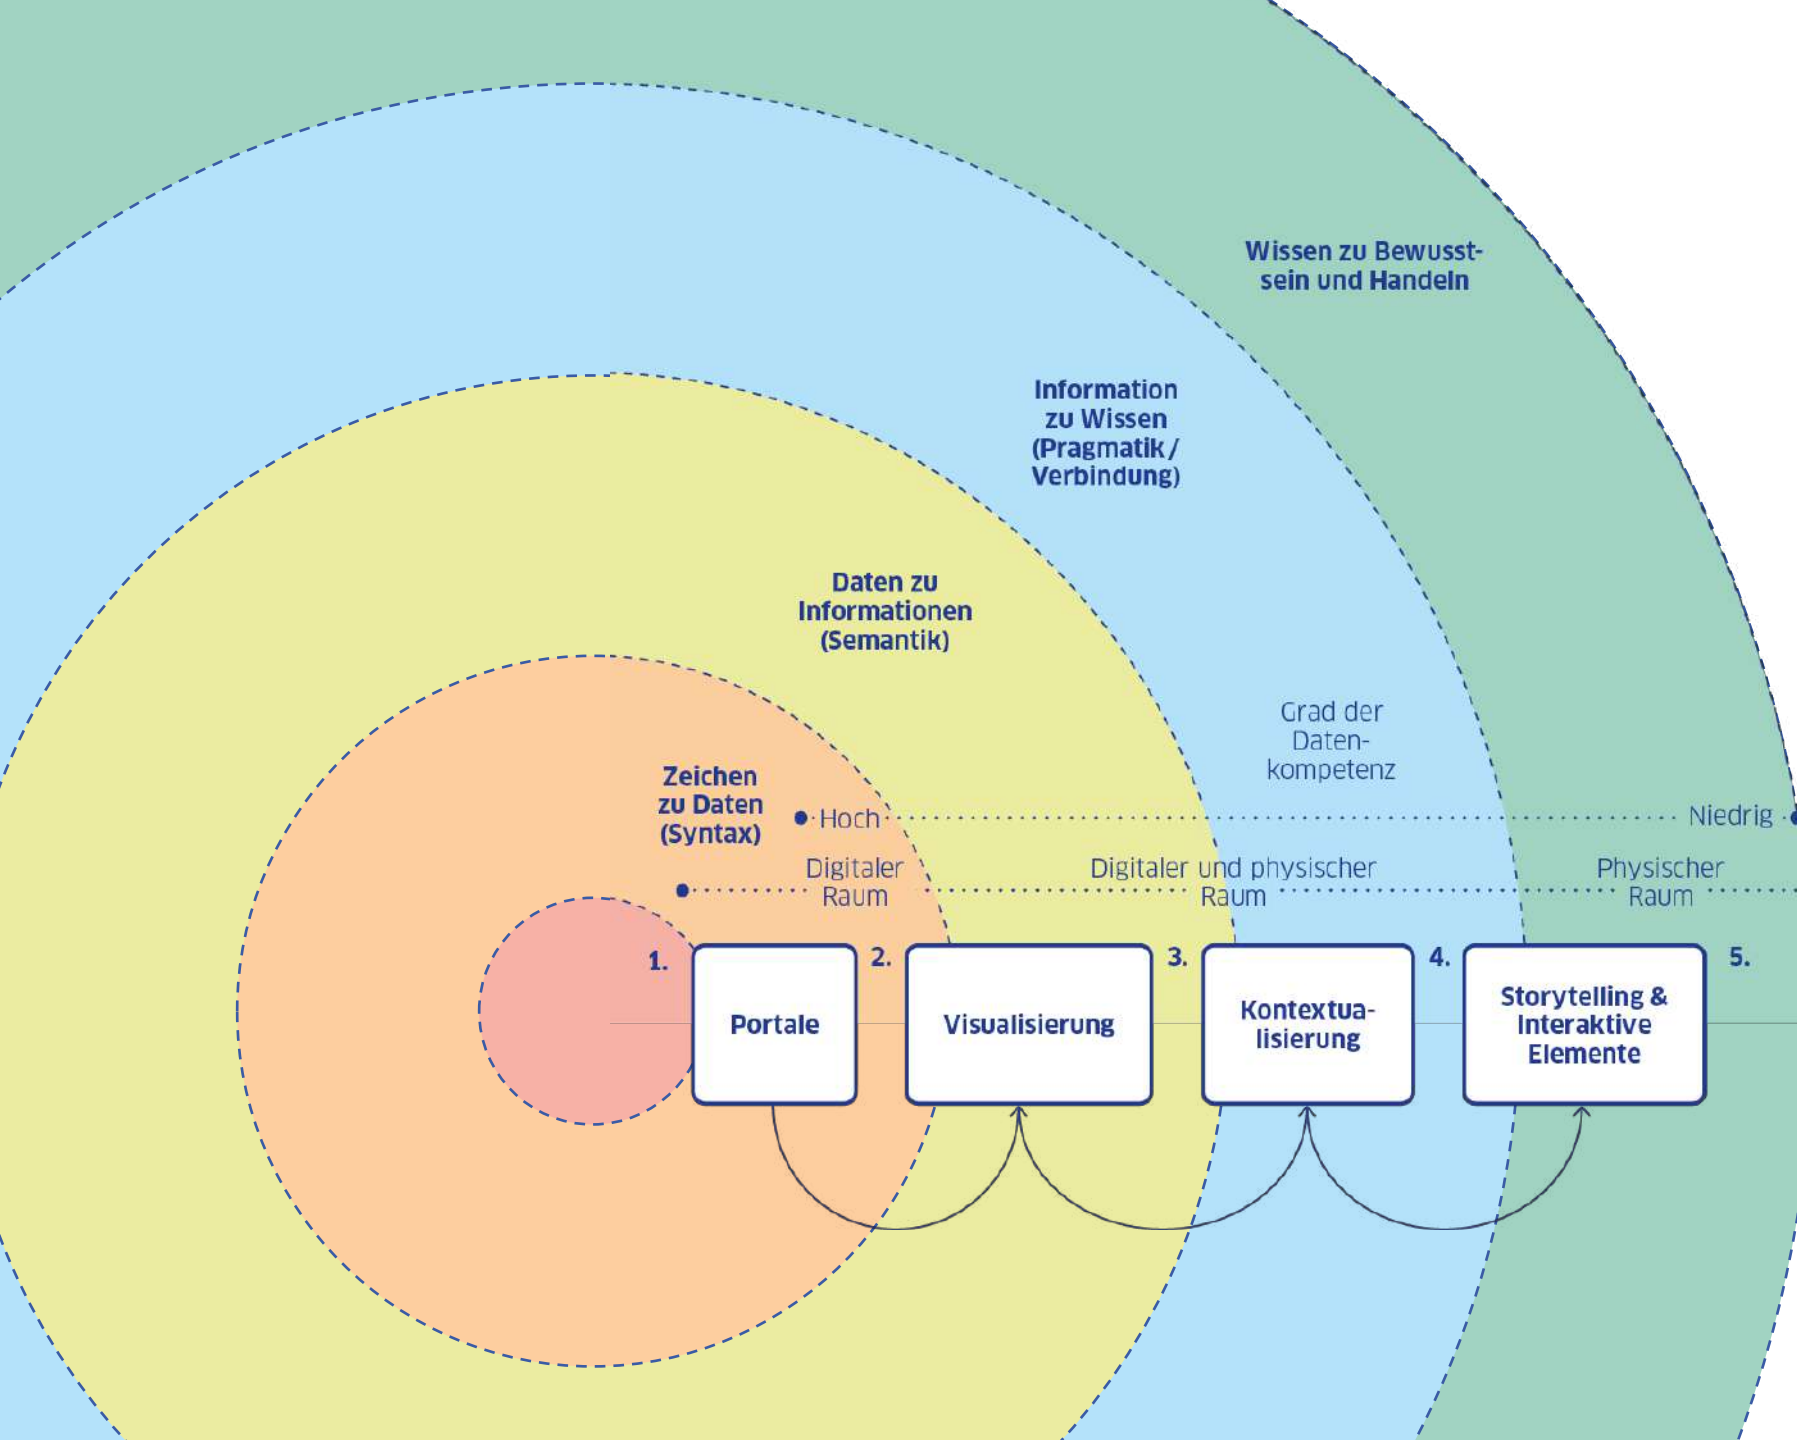 Wissen zu Bewusst-
sein und Handeln
Information
zu Wissen
(Pragmatik/
Verbindung)
Daten zu
Informationen
(Semantik)
Grad der
Daten-
kompetenz
Zeichen
zu Daten
(Syntax)
Hoch
Niedrig
Digitaler
Raum
Digitaler und physischer
Raum
Physischer
Raum
1.
Portale
2.
Visualisierung
3.
Kontextua-
lisierung
4.
Storytelling &
Interaktive
Elemente
5.